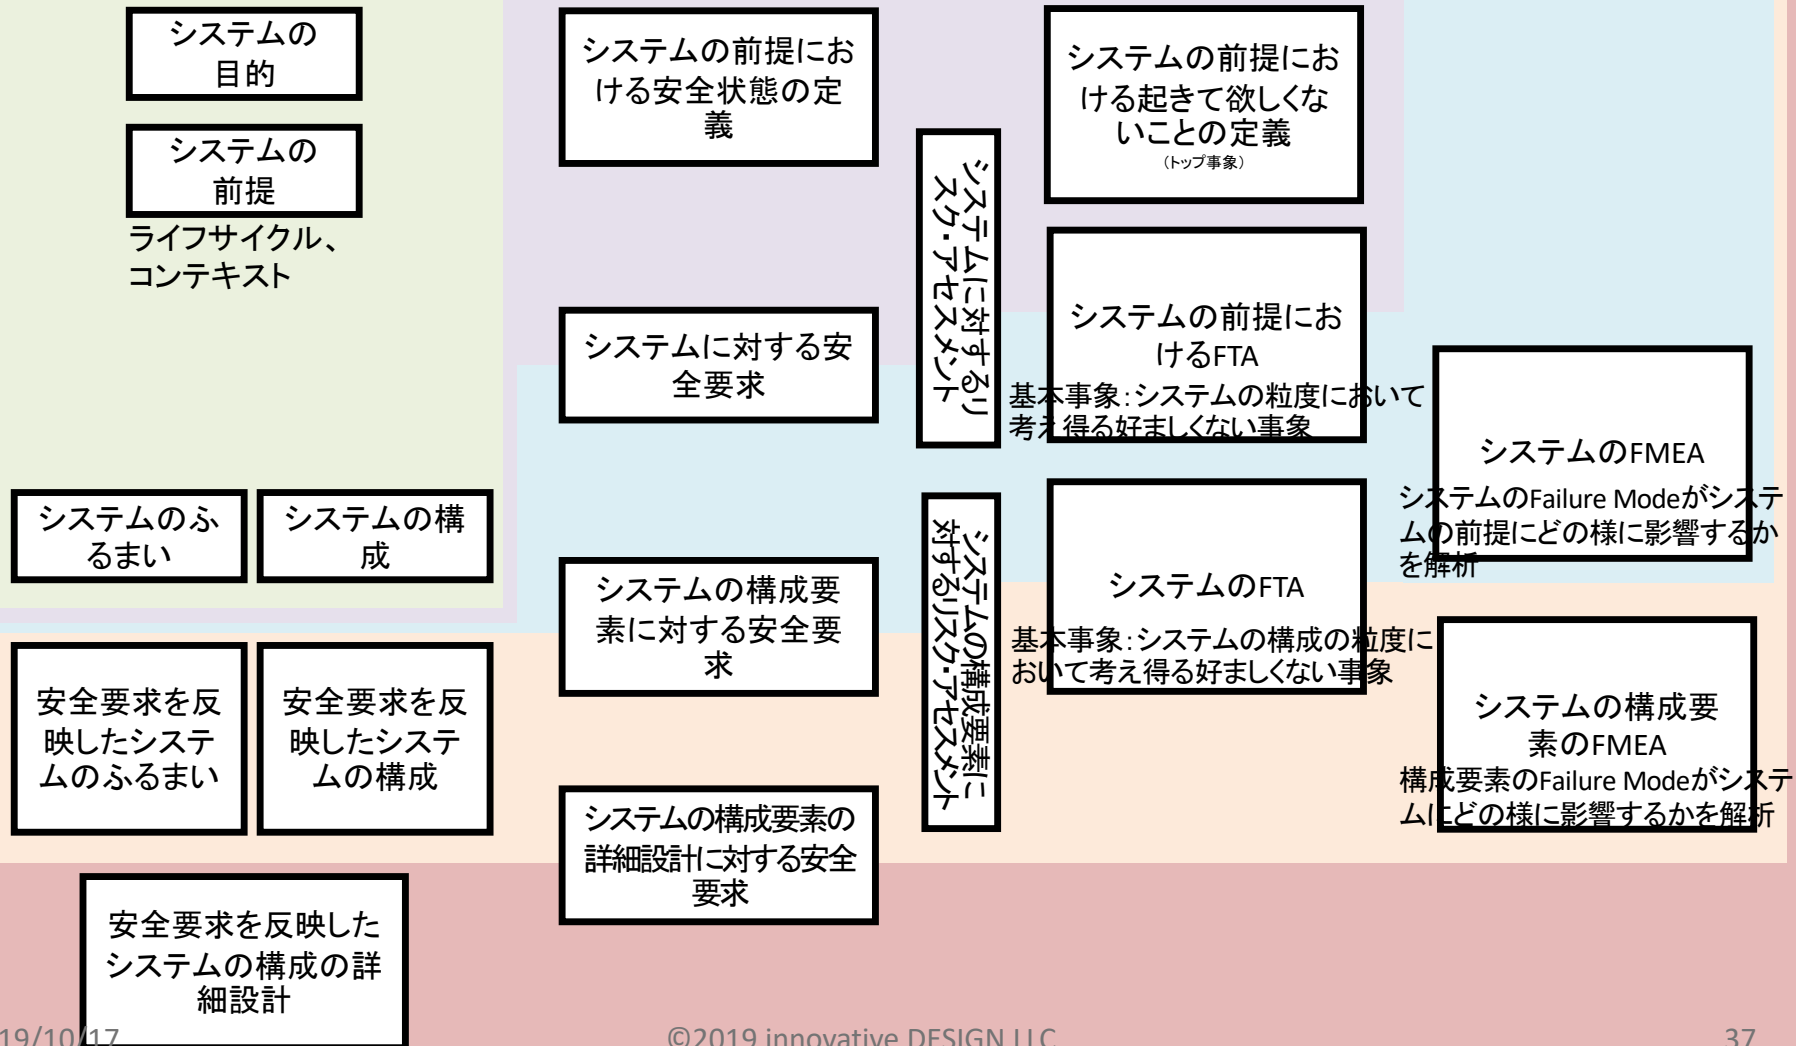 システムの
目的
システムの
前提
ライフサイクル、
コンテキスト
システムのふ
るまい
システムの構
成
安全要求を反
映したシステ
ムのふるまい
安全要求を反
映したシステ
ムの構成
安全要求を反映した
システムの構成の詳
細設計
システムの前提にお
ける安全状態の定
義
システムに対する安
全要求
システムの構成要
素に対する安全要
求
システムの構成要素の
詳細設計に対する安全
要求
システムに対するリ
スク・アセスメント
システムの構成要素に
対するリスク・アセスメント
システムの前提にお
ける起きて欲しくな
いことの定義
（トップ事象）
システムの前提にお
けるFTA
基本事象：システムの粒度において
考え得る好ましくない事象
システムのFTA
基本事象：システムの構成の粒度に
おいて考え得る好ましくない事象
システムのFMEA
システムのFailure Modeがシステ
ムの前提にどの様に影響するか
を解析
システムの構成要
素のFMEA
構成要素のFailure Modeがシステ
ムにどの様に影響するかを解析
19/10/17
©2019 innovative DESIGN LLC
37